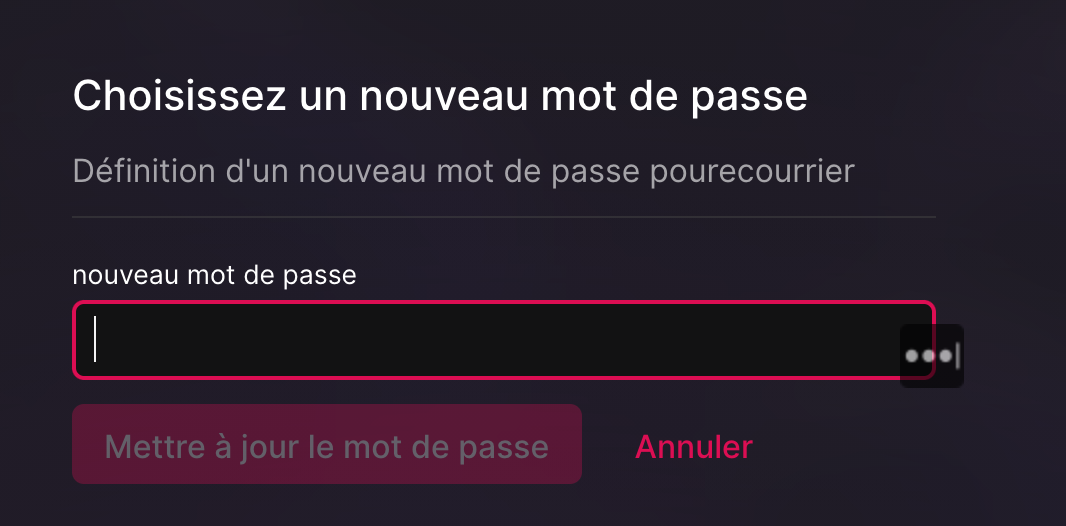 Choisissez un nouveau mot de passe
Définition d'un nouveau mot de passe pourecourrier
nouveau mot de passe
Mettre à jour le mot de passe
Annuler